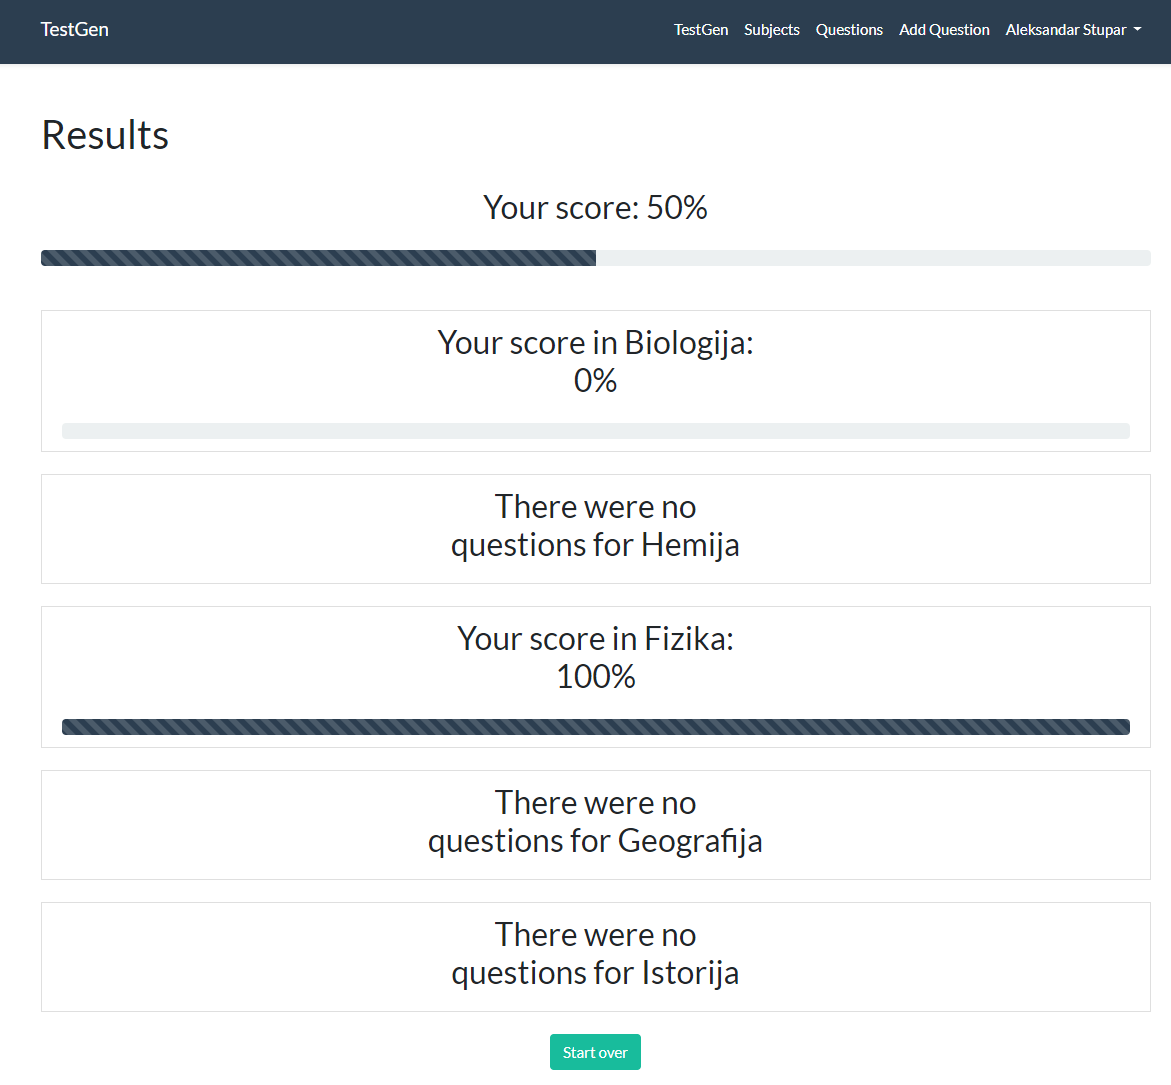 TestGen
TestGen Subjects Questions Add Question Aleksandar Stupar
Results
Your score: 50%
Your score in Biologija:
0%
There were no
questions for Hemija
Your score in Fizika:
100%
There were no
questions for Geografija
There were no
questions for Istorija
Start over